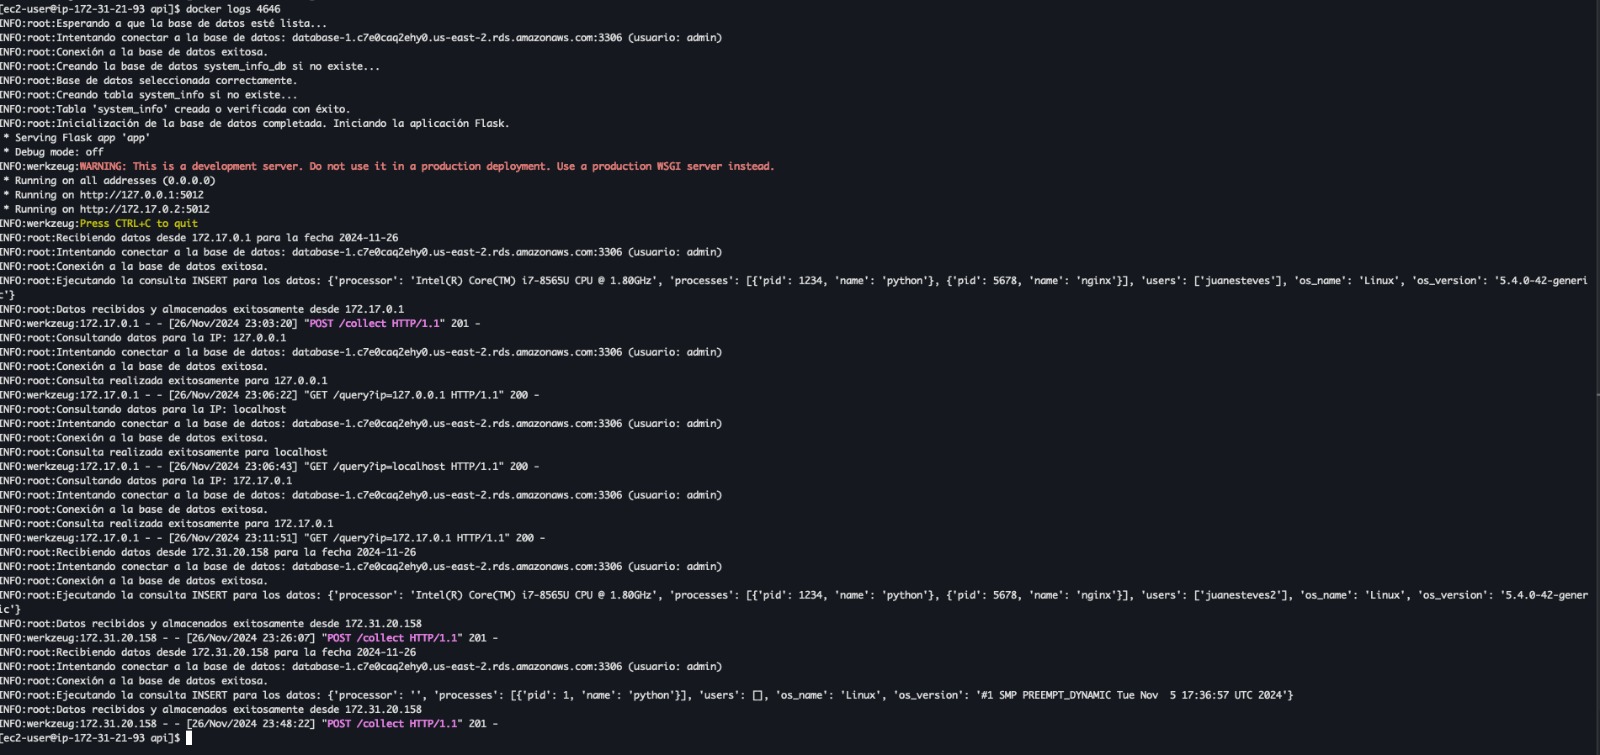 [ec2-user@ip-172-31-21-93 api]$ docker logs 4646
INFO:root:Esperando a que la base de datos esté lista...
INFO:root:Intentando conectar a la base de datos: database-1.c7e0caq2ehy0.us-east-2.rds.amazonaws.com:3306 (usuario: admin)
INFO:root:Conexión a la base de datos exitosa.
INFO:root:Creando la base de datos system_info_db si no existe...
INFO:root:Base de datos seleccionada correctamente.
INFO:root:Creando tabla system_info si no existe...
INFO:root:Tabla 'system_info' creada o verificada con éxito.
INFO:root:Inicialización de la base de datos completada. Iniciando la aplicación Flask.
* Serving Flask app 'app'
* Debug mode: off
INFO:werkzeug:WARNING: This is a development server. Do not use it in a production deployment. Use a production WSGI server instead.
* Running on all addresses (0.0.0.0)
* Running on http://127.0.0.1:5012
* Running on http://172.17.0.2:5012
INFO:werkzeug:Press CTRL+C to quit
INFO:root:Recibiendo datos desde 172.17.0.1 para la fecha 2024-11-26
INFO:root:Intentando conectar a la base de datos: database-1.c7e0caq2ehy0.us-east-2.rds.amazonaws.com:3306 (usuario: admin)
INFO:root:Conexión a la base de datos exitosa.
INFO:root:Ejecutando la consulta INSERT para los datos: {'processor': 'Intel(R) Core(TM) i7-8565U CPU @ 1.80GHz', 'processes': [{'pid': 1234, 'name': 'python'}, {'pid': 5678, 'name': 'nginx'}], 'users': ['juanesteves'], 'os_name': 'Linux', 'os_version': '5.4.0-42-generi
c'}
INFO:root:Datos recibidos y almacenados exitosamente desde 172.17.0.1
INFO:werkzeug:172.17.0.1 - - [26/Nov/2024 23:03:20] "POST /collect HTTP/1.1" 201 -
INFO:root:Consultando datos para la IP: 127.0.0.1
INFO:root:Intentando conectar a la base de datos: database-1.c7e0caq2ehy0.us-east-2.rds.amazonaws.com:3306 (usuario: admin)
INFO:root:Conexión a la base de datos exitosa.
INFO:root:Consulta realizada exitosamente para 127.0.0.1
INFO:werkzeug:172.17.0.1 - - [26/Nov/2024 23:06:22] "GET /query?ip=127.0.0.1 HTTP/1.1" 200 -
INFO:root:Consultando datos para la IP: localhost
INFO:root:Intentando conectar a la base de datos: database-1.c7e0caq2ehy0.us-east-2.rds.amazonaws.com:3306 (usuario: admin)
INFO:root:Conexión a la base de datos exitosa.
INFO:root:Consulta realizada exitosamente para localhost
INFO:werkzeug:172.17.0.1 - - [26/Nov/2024 23:06:43] "GET /query?ip=localhost HTTP/1.1" 200 -
INFO:root:Consultando datos para la IP: 172.17.0.1
INFO:root:Intentando conectar a la base de datos: database-1.c7e0caq2ehy0.us-east-2.rds.amazonaws.com:3306 (usuario: admin)
INFO:root:Conexión a la base de datos exitosa.
INFO:root:Consulta realizada exitosamente para 172.17.0.1
INFO:werkzeug:172.17.0.1 - - [26/Nov/2024 23:11:51] "GET /query?ip=172.17.0.1 HTTP/1.1" 200 -
INFO:root:Recibiendo datos desde 172.31.20.158 para la fecha 2024-11-26
INFO:root:Intentando conectar a la base de datos: database-1.c7e0caq2ehy0.us-east-2.rds.amazonaws.com:3306 (usuario: admin)
INFO:root:Conexión a la base de datos exitosa.
INFO:root:Ejecutando la consulta INSERT para los datos: {'processor': 'Intel(R) Core(TM) i7-8565U CPU @ 1.80GHz', 'processes': [{'pid': 1234, 'name': 'python'}, {'pid': 5678, 'name': 'nginx'}], 'users': ['juanesteves2'], 'os_name': 'Linux', 'os_version': '5.4.0-42-gener
ic'}
INFO:root:Datos recibidos y almacenados exitosamente desde 172.31.20.158
INFO:werkzeug:172.31.20.158 - - [26/Nov/2024 23:26:07] "POST /collect HTTP/1.1" 201 -
INFO:root:Recibiendo datos desde 172.31.20.158 para la fecha 2024-11-26
INFO:root:Intentando conectar a la base de datos: database-1.c7e0caq2ehy0.us-east-2.rds.amazonaws.com:3306 (usuario: admin)
INFO:root:Conexión a la base de datos exitosa.
INFO:root:Ejecutando la consulta INSERT para los datos: {'processor': '', 'processes': [{'pid': 1, 'name': 'python'}], 'users': [], 'os_name': 'Linux', 'os_version': '#1 SMP PREEMPT_DYNAMIC Tue Nov  5 17:36:57 UTC 2024'}
INFO:root:Datos recibidos y almacenados exitosamente desde 172.31.20.158
INFO:werkzeug:172.31.20.158 - - [26/Nov/2024 23:48:22] "POST /collect HTTP/1.1" 201 -
[ec2-user@ip-172-31-21-93 api]$